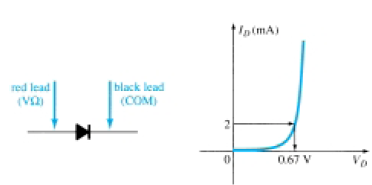 I_D (mA)
red lead
(VΩ)
black lead
(COM)
2
0
0.67 V
V_D